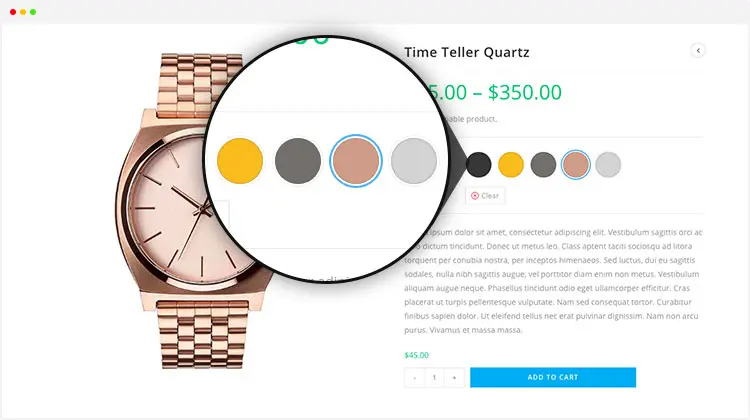 Time Teller Quartz
5.00 – $350.00
product.
Clear
ipsum dolor sit amet, consectetur adipiscing elit. Vestibulum sagittis orci ac
dictum tincidunt. Donec ut metus leo. Class aptent taciti sociosqu ad litora
torquent per conubia nostra, per inceptos himenaeos. Sed luctus, dui eu sagittis
sodales, nulla nibh sagittis augue, vel porttitor diam enim non metus. Vestibulum
aliquam augue neque. Phasellus tincidunt odio eget ullamcorper efficitur. Cras
placerat ut turpis pellentesque vulputate. Nam sed consequat tortor. Curabitur
finibus sapien dolor. Ut eleifend tellus nec erat pulvinar dignissim. Nam non arcu
purus. Vivamus et massa massa.
$45.00
- 1 +
ADD TO CART